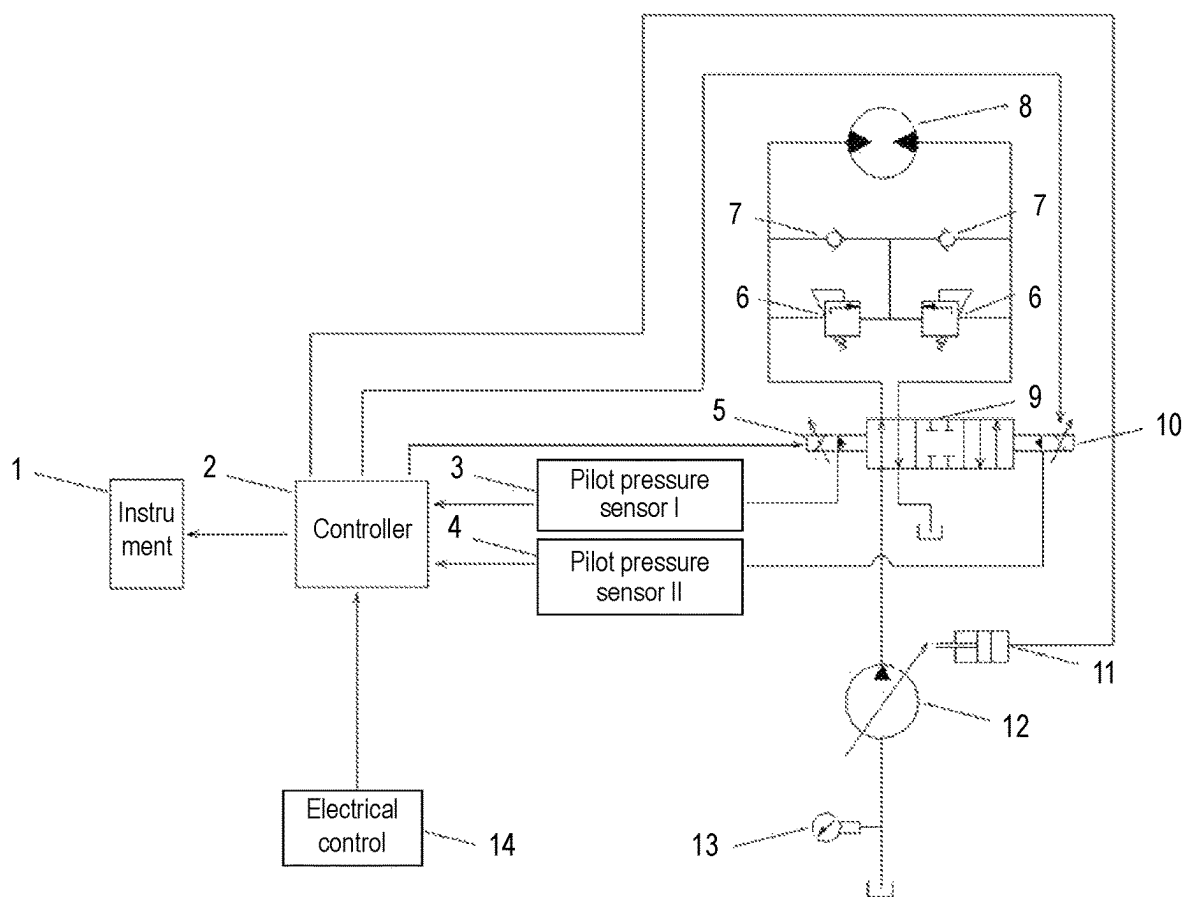 8
7
7
6
6
5
9
10
1
2
3
Pilot pressure
sensor I
Instru
ment
Controller
4
Pilot pressure
sensor II
11
12
Electrical
control
14
13